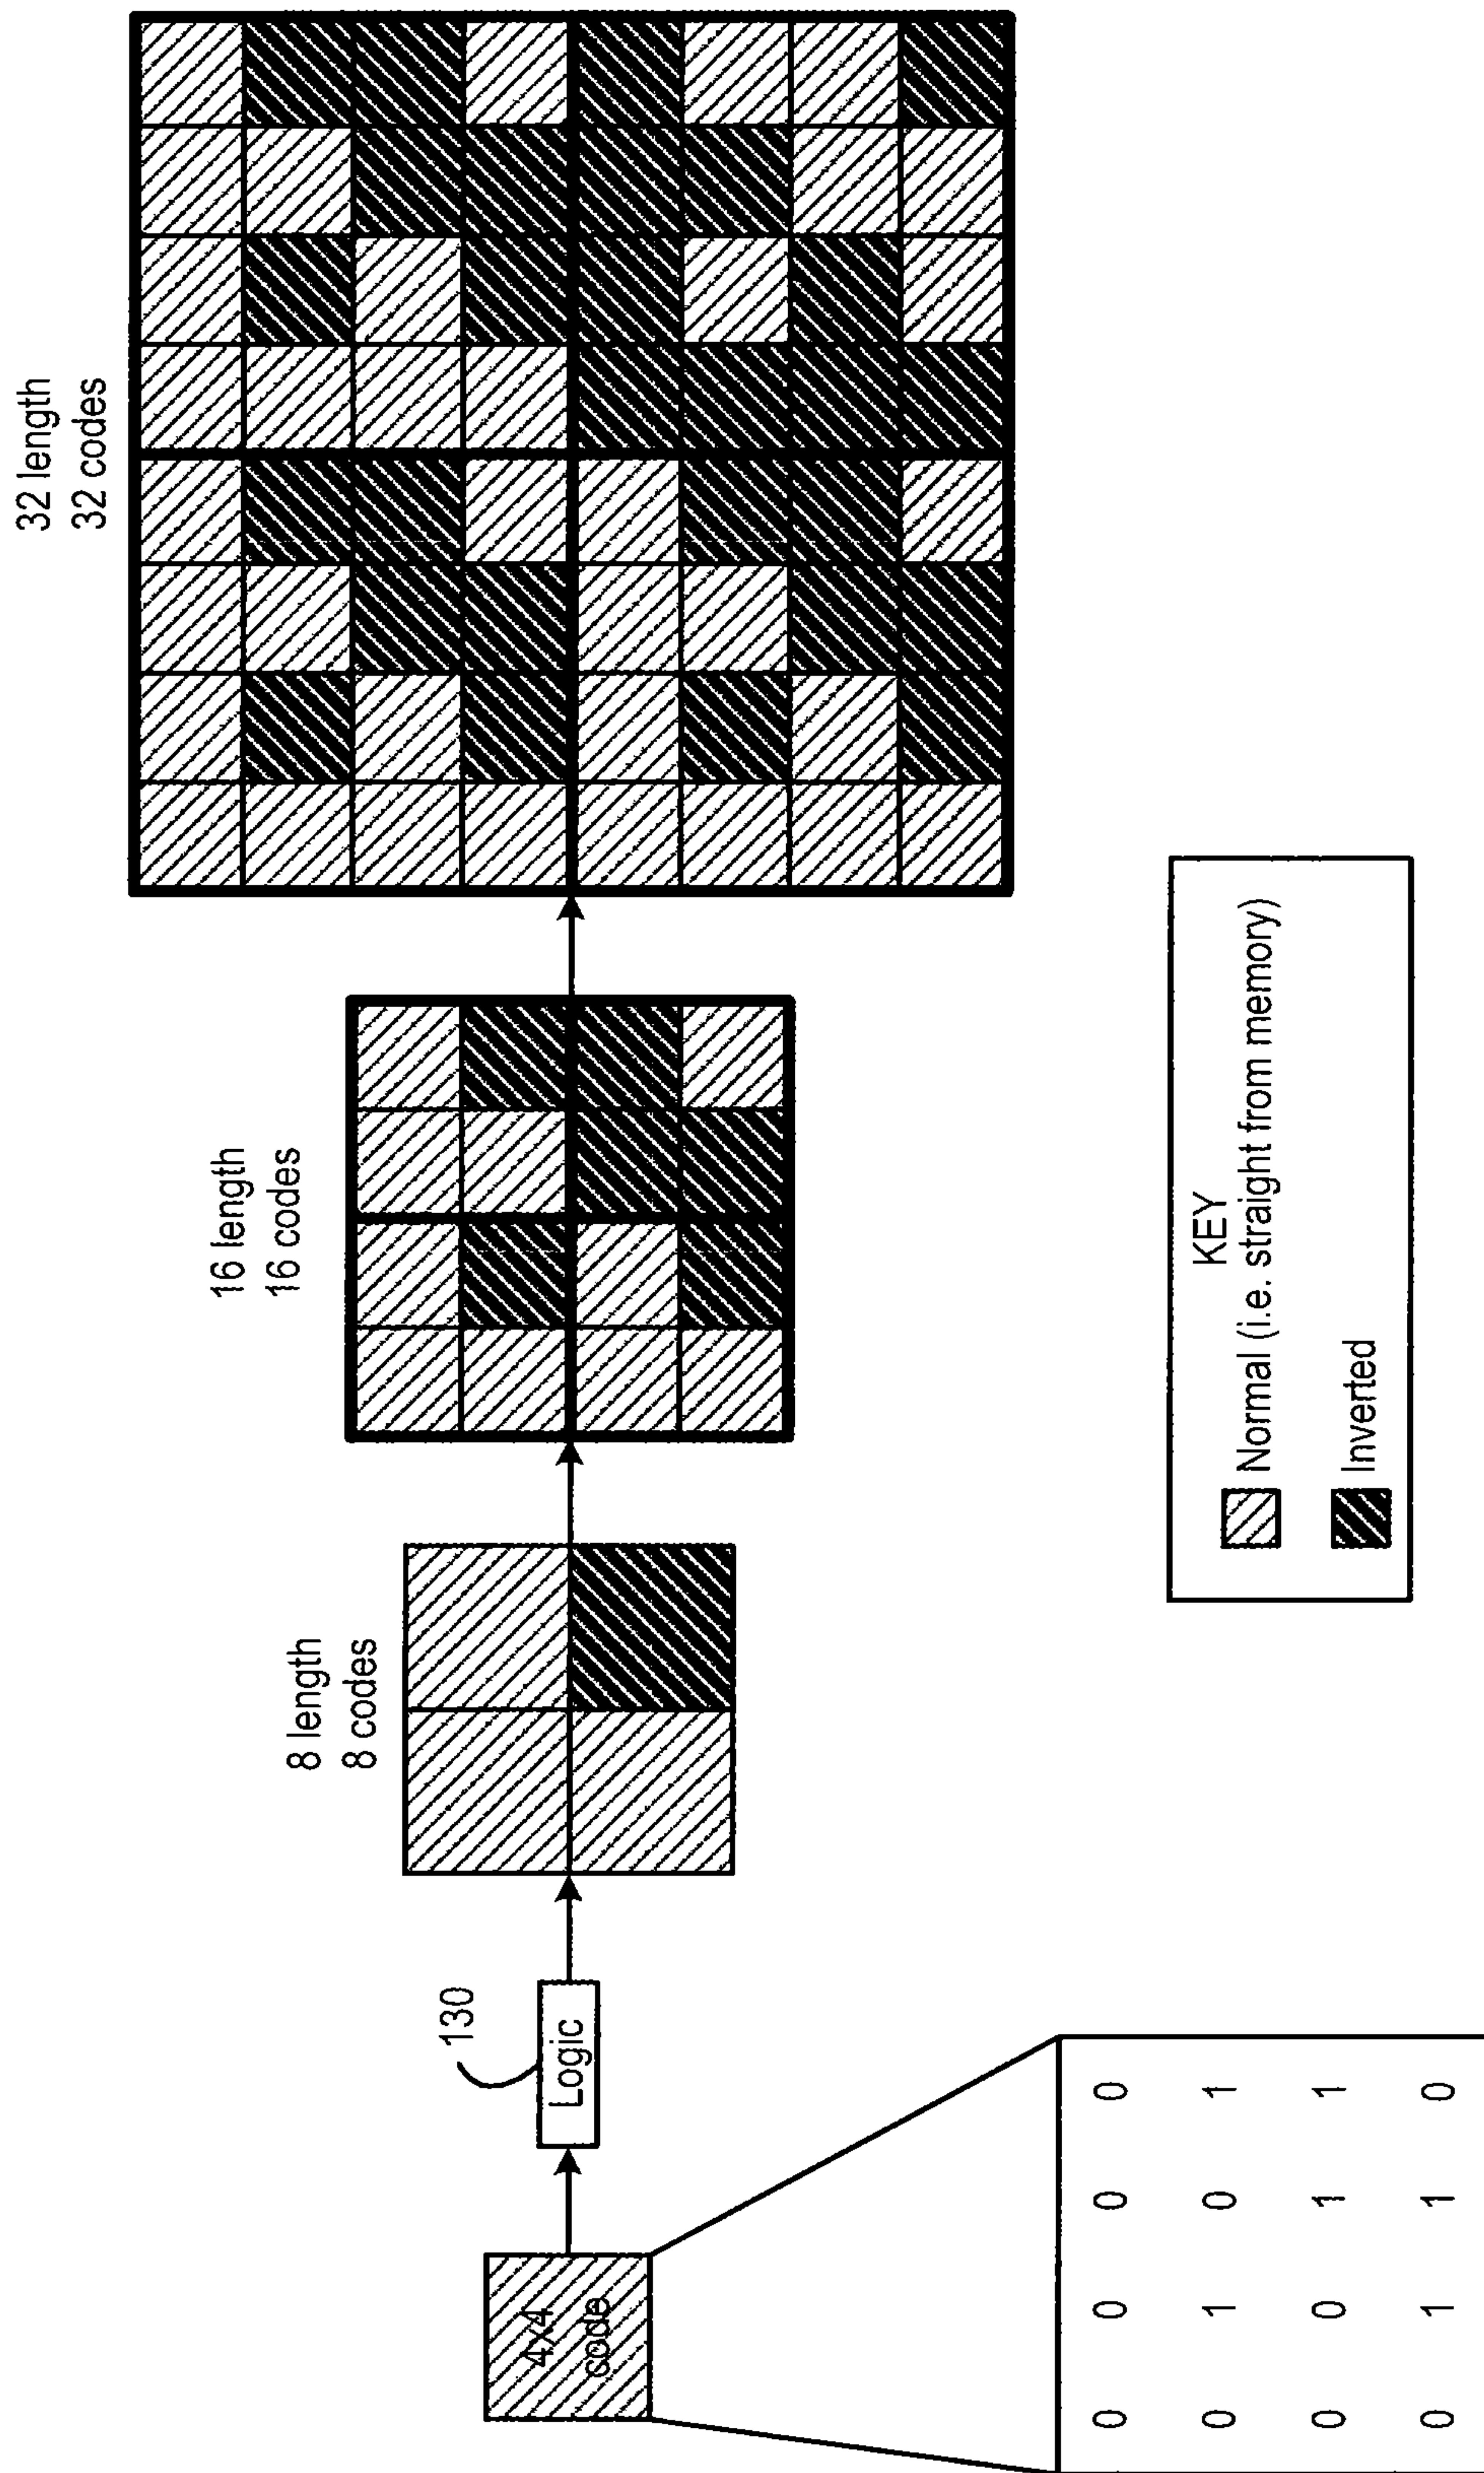 32 length
32 codes
16 length
16 codes
8 length
8 codes
130
4x4
code
Logic
0 0 0 0
0 1 0 1
0 0 1 1
0 1 1 0
KEY
Normal (i.e. straight from memory)
Inverted